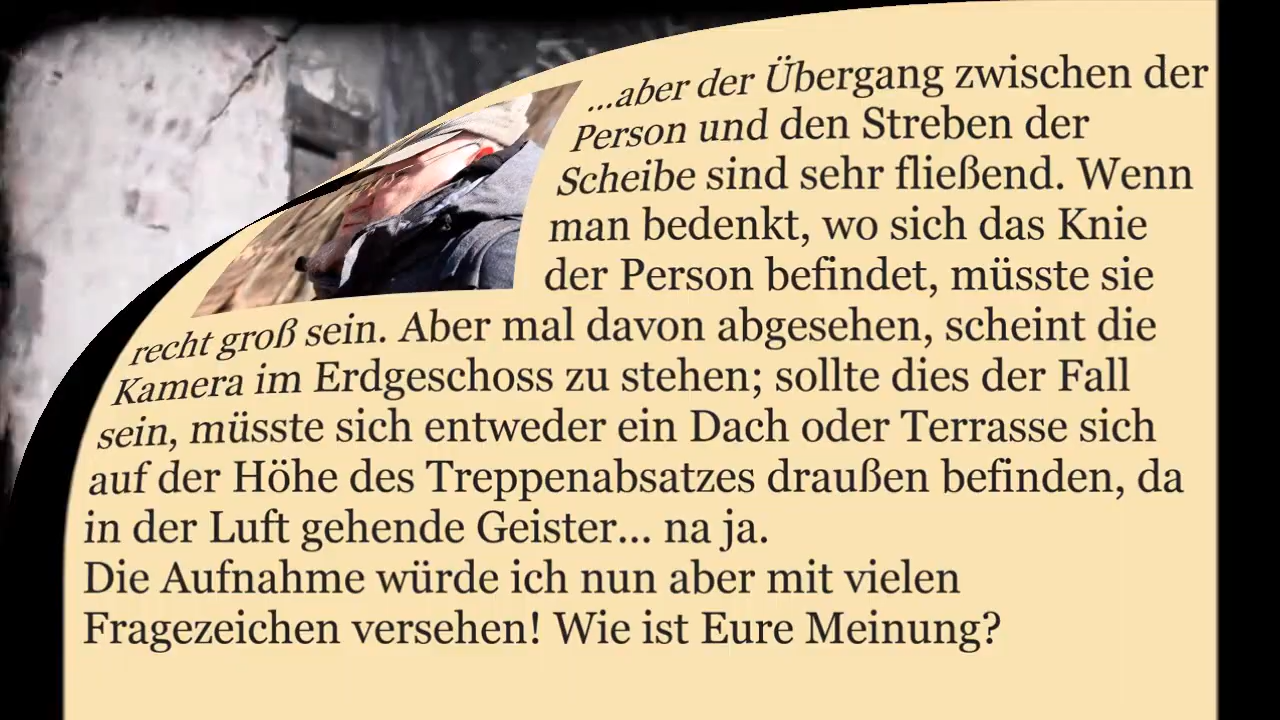 ...aber der Übergang zwischen der
Person und den Streben der
Scheibe sind sehr fließend. Wenn
man bedenkt, wo sich das Knie
der Person befindet, müsste sie
recht groß sein. Aber mal davon abgesehen, scheint die
Kamera im Erdgeschoss zu stehen; sollte dies der Fall
sein, müsste sich entweder ein Dach oder Terrasse sich
auf der Höhe des Treppenabsatzes draußen befinden, da
in der Luft gehende Geister... na ja.
Die Aufnahme würde ich nun aber mit vielen
Fragezeichen versehen! Wie ist Eure Meinung?